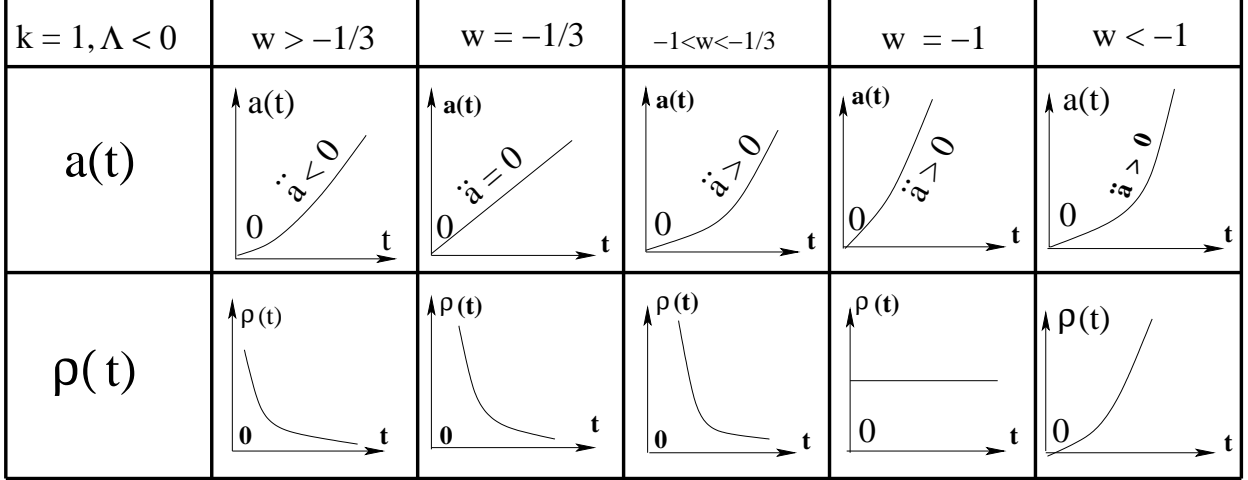 k = 1, Λ < 0
w > −1/3
w = −1/3
−1<w<−1/3
w = −1
w < −1
a(t)
a(t)
ä < 0
0
t
a(t)
ä = 0
0
t
a(t)
ä > 0
0
t
a(t)
ä > 0
0
t
a(t)
ä > 0
0
t
ρ(t)
ρ(t)
0
t
ρ(t)
0
t
ρ(t)
0
t
ρ(t)
0
t
ρ(t)
0
t